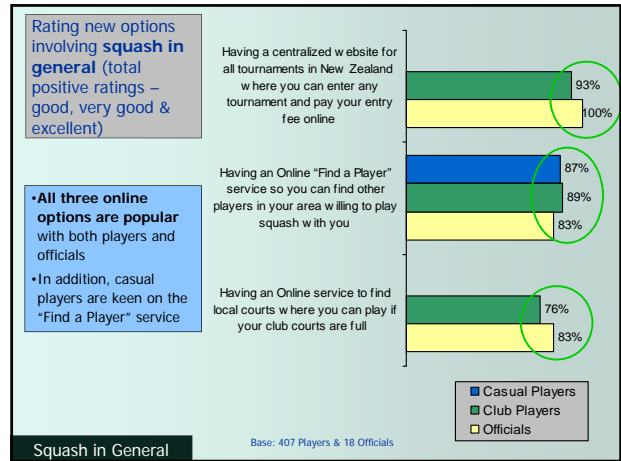 Rating new options
involving squash in
general (total
positive ratings –
good, very good &
excellent)
•All three online
options are popular
with both players and
officials
•In addition, casual
players are keen on the
“Find a Player” service
Having a centralized website for
all tournaments in New Zealand
where you can enter any
tournament and pay your entry
fee online
93%
100%
Having an Online “Find a Player”
service so you can find other
players in your area willing to play
squash with you
87%
89%
83%
Having an Online service to find
local courts where you can play if
your club courts are full
76%
83%
Casual Players
Club Players
Officials
Squash in General
Base: 407 Players & 18 Officials